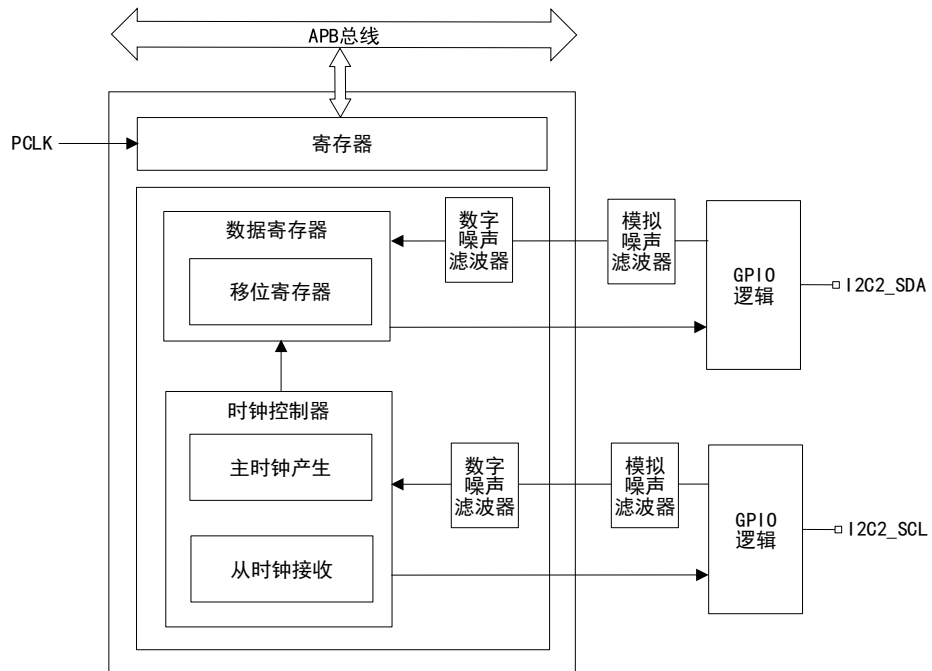 APB总线
PCLK
寄存器
数据寄存器
移位寄存器
数字
噪声
滤波器
模拟
噪声
滤波器
GPIO
逻辑
I2C2_SDA
时钟控制器
主时钟产生
从时钟接收
数字
噪声
滤波器
模拟
噪声
滤波器
GPIO
逻辑
I2C2_SCL